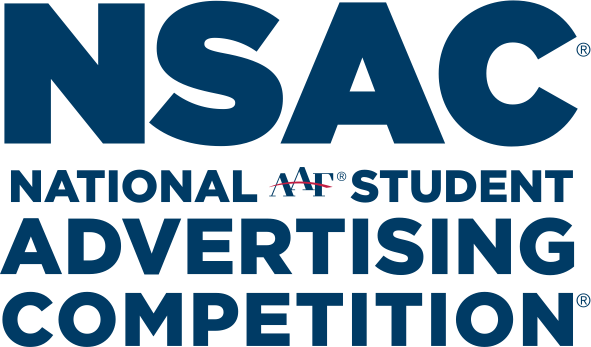 NSAC®
NATIONAL AAF® STUDENT
ADVERTISING
COMPETITION®